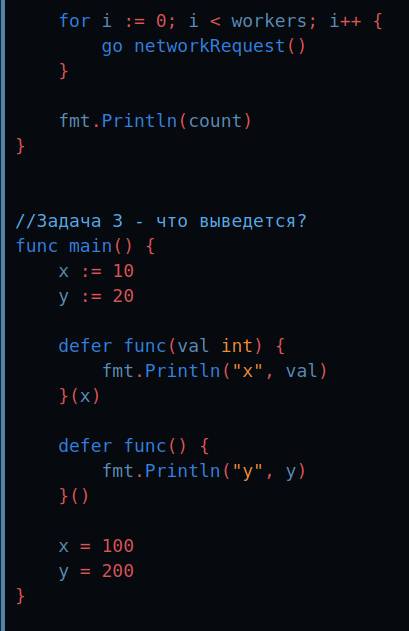 for i := 0; i < workers; i++ {
        go networkRequest()
    }

    fmt.Println(count)
}


//Задача 3 - что выведется?
func main() {
    x := 10
    y := 20

    defer func(val int) {
        fmt.Println("x", val)
    }(x)

    defer func() {
        fmt.Println("y", y)
    }()

    x = 100
    y = 200
}